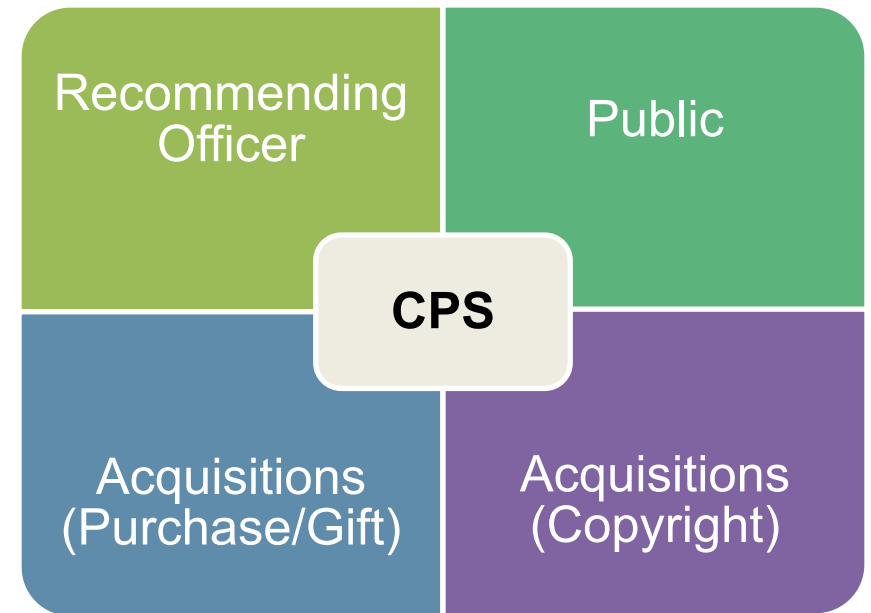 Recommending
Officer
Public
CPS
Acquisitions
(Purchase/Gift)
Acquisitions
(Copyright)